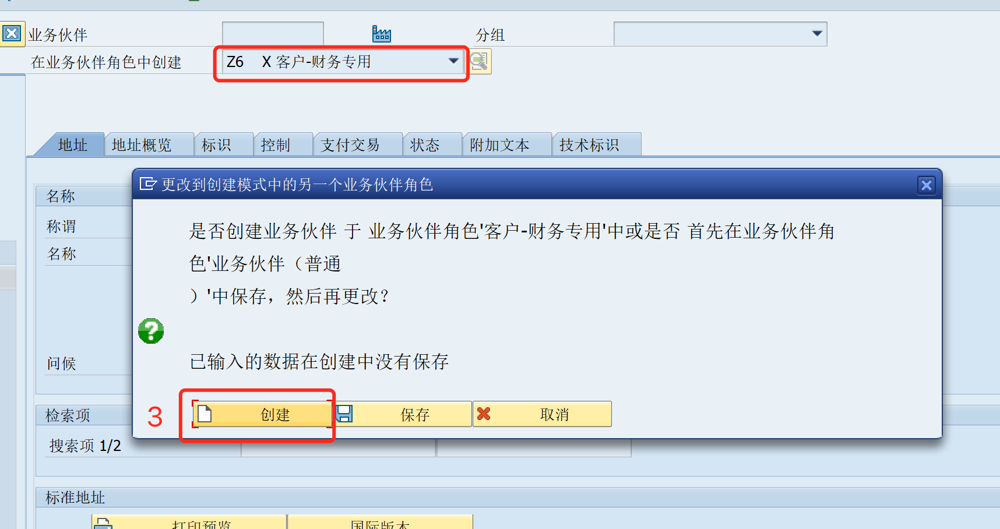 业务伙伴
分组
在业务伙伴角色中创建
Z6 X 客户-财务专用
地址 地址概览 标识 控制 支付交易 状态 附加文本 技术标识
更改到创建模式中的另一个业务伙伴角色
名称
称谓
名称
是否创建业务伙伴 于 业务伙伴角色'客户-财务专用'中或是否 首先在业务伙伴角
色'业务伙伴（普通
）'中保存，然后再更改？
问候
已输入的数据在创建中没有保存
3 创建 保存 取消
检索项
搜索项 1/2
标准地址
打印预览 国际版本